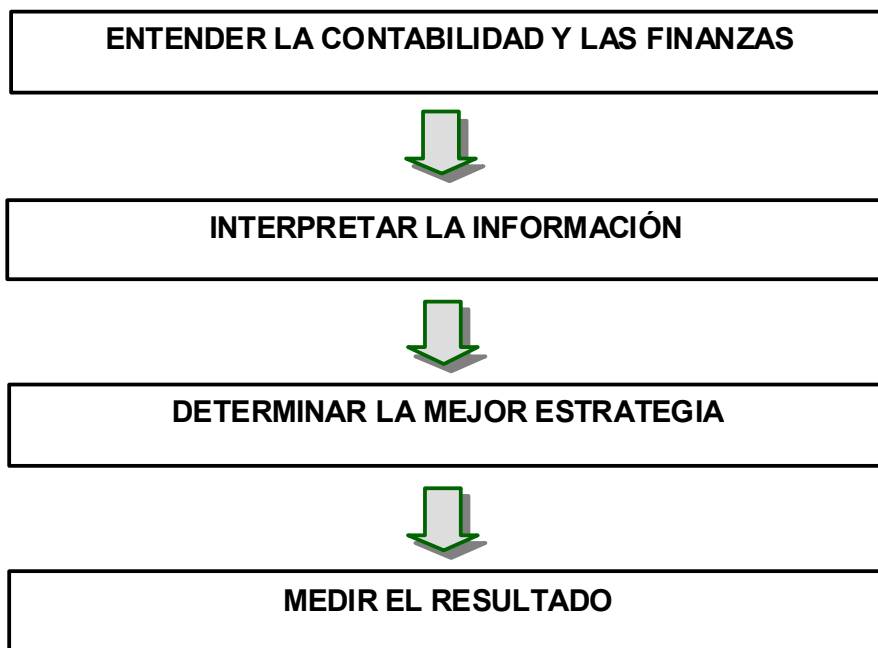 ENTENDER LA CONTABILIDAD Y LAS FINANZAS
INTERPRETAR LA INFORMACIÓN
DETERMINAR LA MEJOR ESTRATEGIA
MEDIR EL RESULTADO